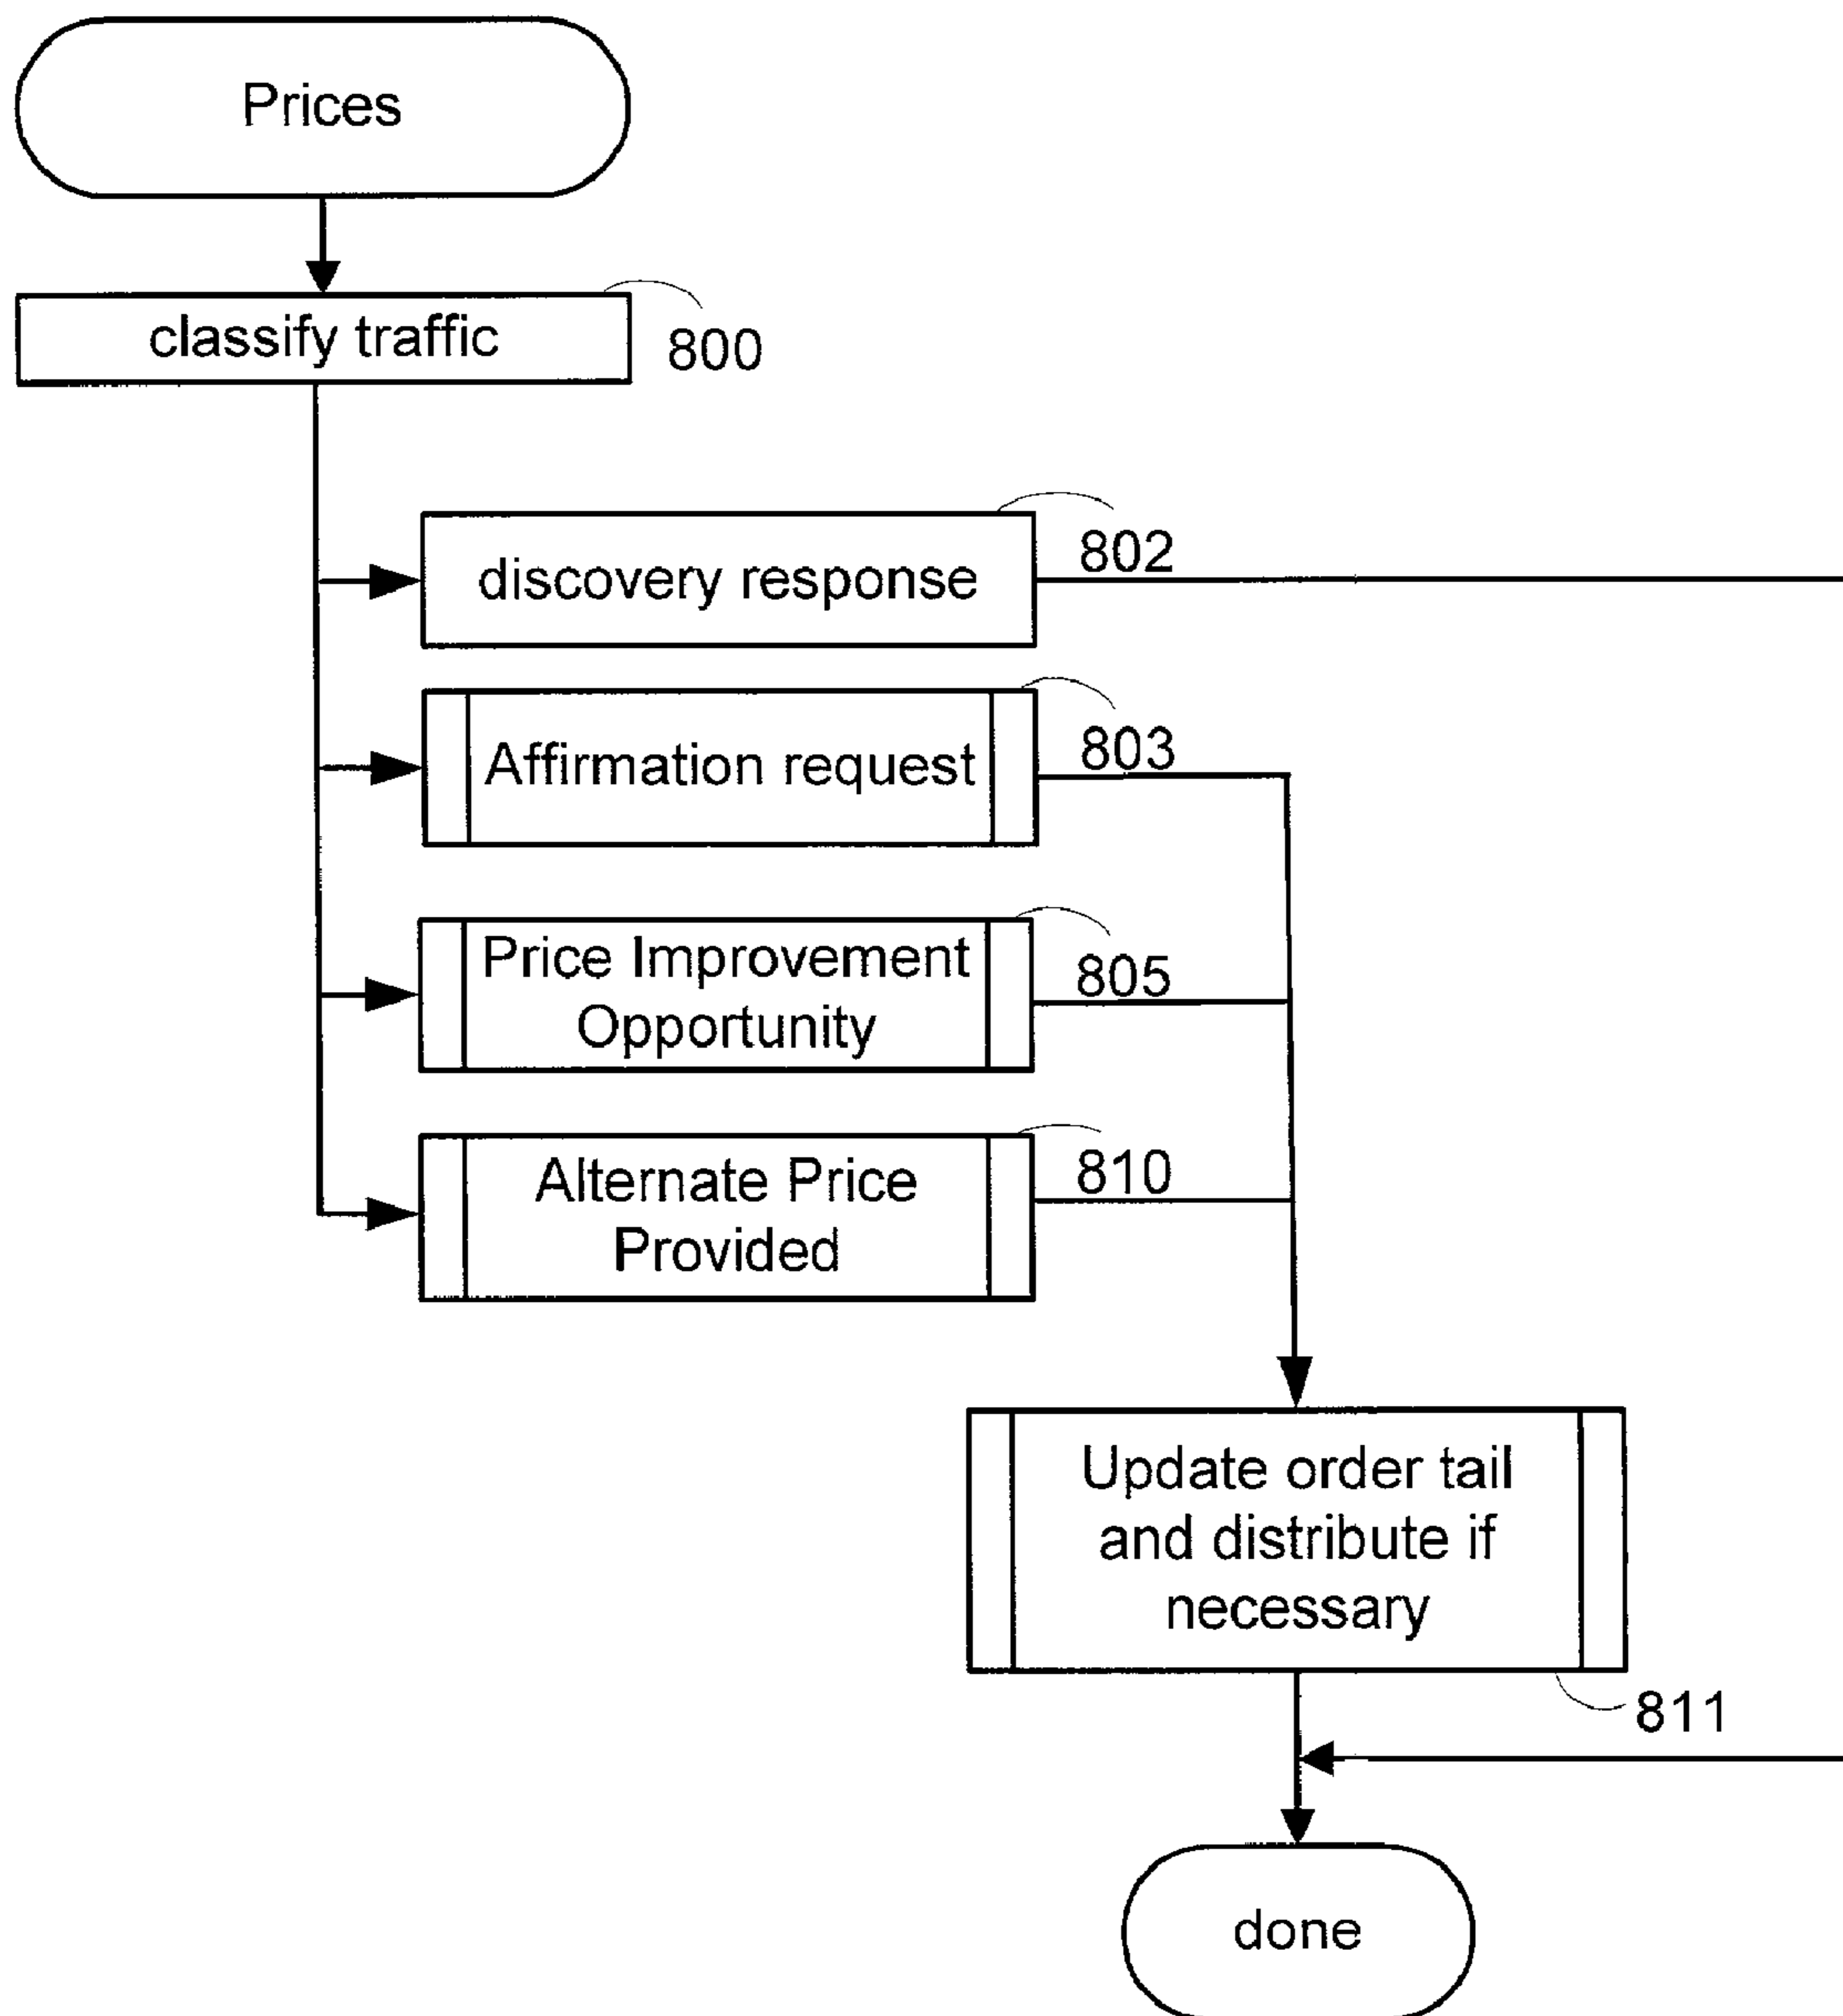 Prices
classify traffic
800
discovery response
802
Affirmation request
803
Price Improvement
Opportunity
805
Alternate Price
Provided
810
Update order tail
and distribute if
necessary
811
done